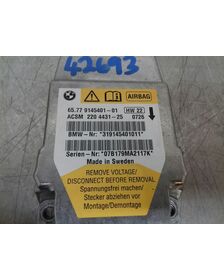 42693
AIRBAG
65.77 9145401-01 HW 22
ACSM 220 4431-25 0726
BMW-Nr: *319145401011*
Serien-Nr: *07B179MA2117K*
Made in Sweden
REMOVE VOLTAGE/
DISCONNECT BEFORE REMOVAL
Spannungsfrei machen/
Stecker abziehen vor
Montage/Demontage